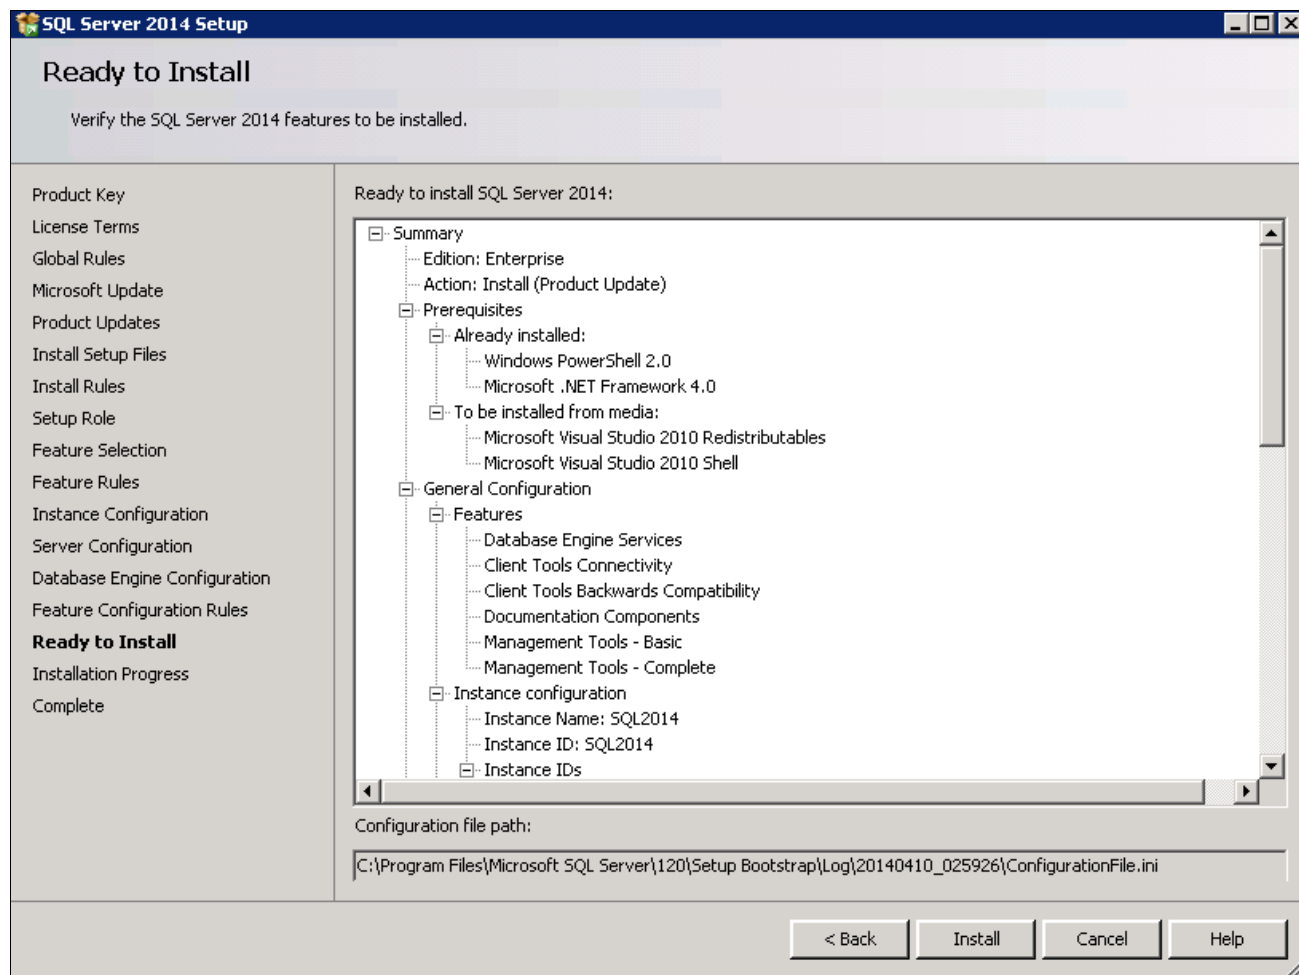 SQL Server 2014 Setup
Ready to Install
Verify the SQL Server 2014 features to be installed.
Product Key
License Terms
Global Rules
Microsoft Update
Product Updates
Install Setup Files
Install Rules
Setup Role
Feature Selection
Feature Rules
Instance Configuration
Server Configuration
Database Engine Configuration
Feature Configuration Rules
Ready to Install
Installation Progress
Complete
Ready to install SQL Server 2014:
Summary
Edition: Enterprise
Action: Install (Product Update)
Prerequisites
Already installed:
Windows PowerShell 2.0
Microsoft .NET Framework 4.0
To be installed from media:
Microsoft Visual Studio 2010 Redistributables
Microsoft Visual Studio 2010 Shell
General Configuration
Features
Database Engine Services
Client Tools Connectivity
Client Tools Backwards Compatibility
Documentation Components
Management Tools - Basic
Management Tools - Complete
Instance configuration
Instance Name: SQL2014
Instance ID: SQL2014
Instance IDs
Configuration file path:
C:\Program Files\Microsoft SQL Server\120\Setup Bootstrap\Log\20140410_025926\ConfigurationFile.ini
< Back
Install
Cancel
Help